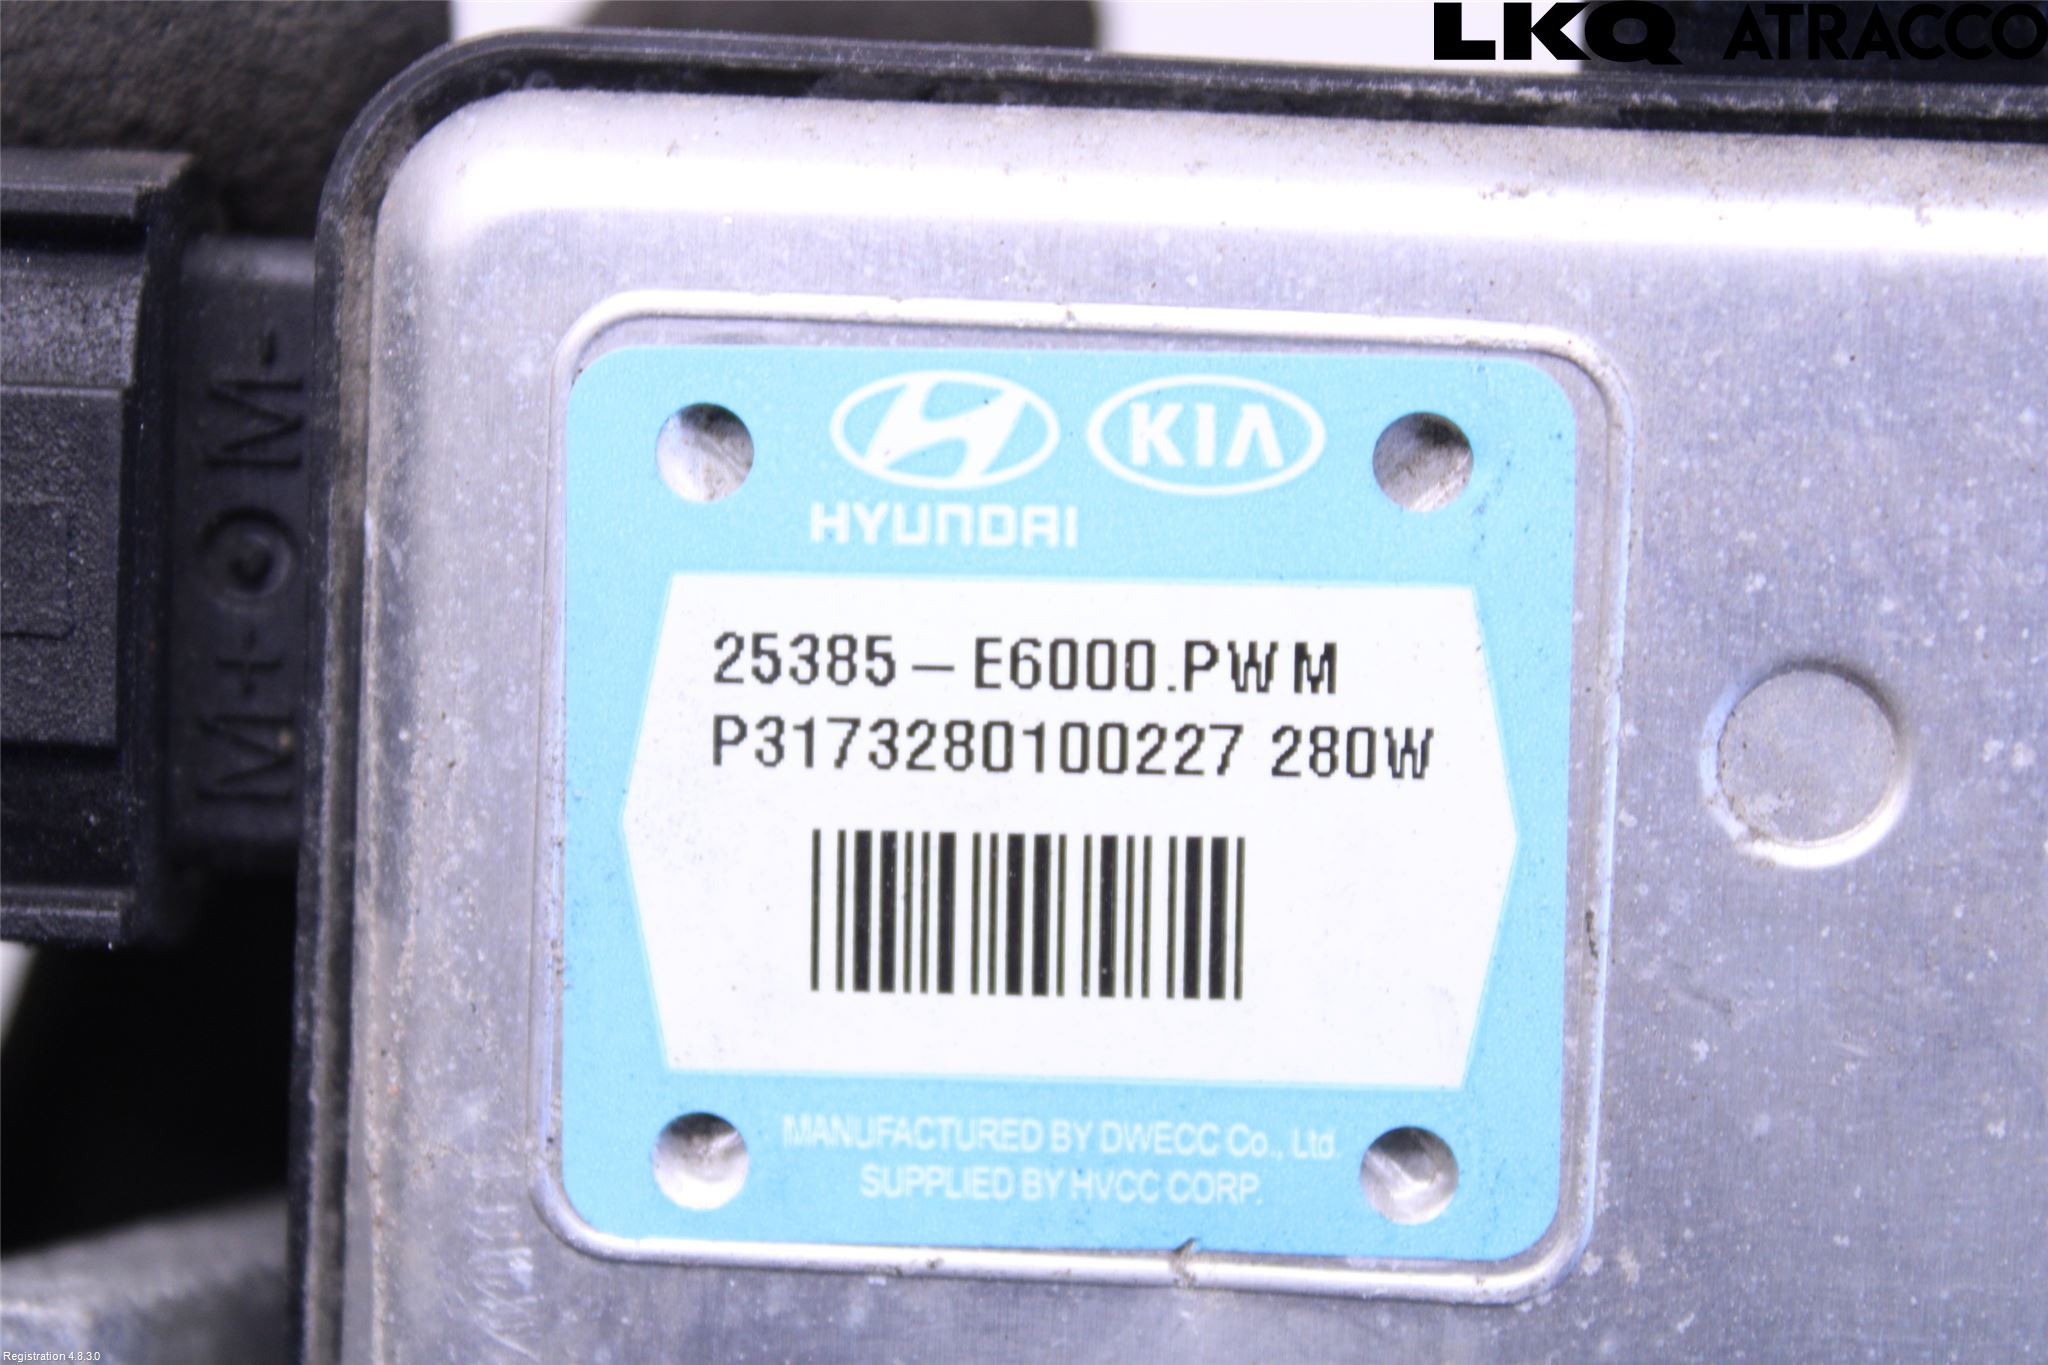 LKQ ATRACCO
KIA
HYUNDAI
25385-E6000.PWM
P3173280100227 280W
MANUFACTURED BY DWECC Co., Ltd.
SUPPLIED BY HVCC CORP.
M+ M-
Registration 4.8.3.0